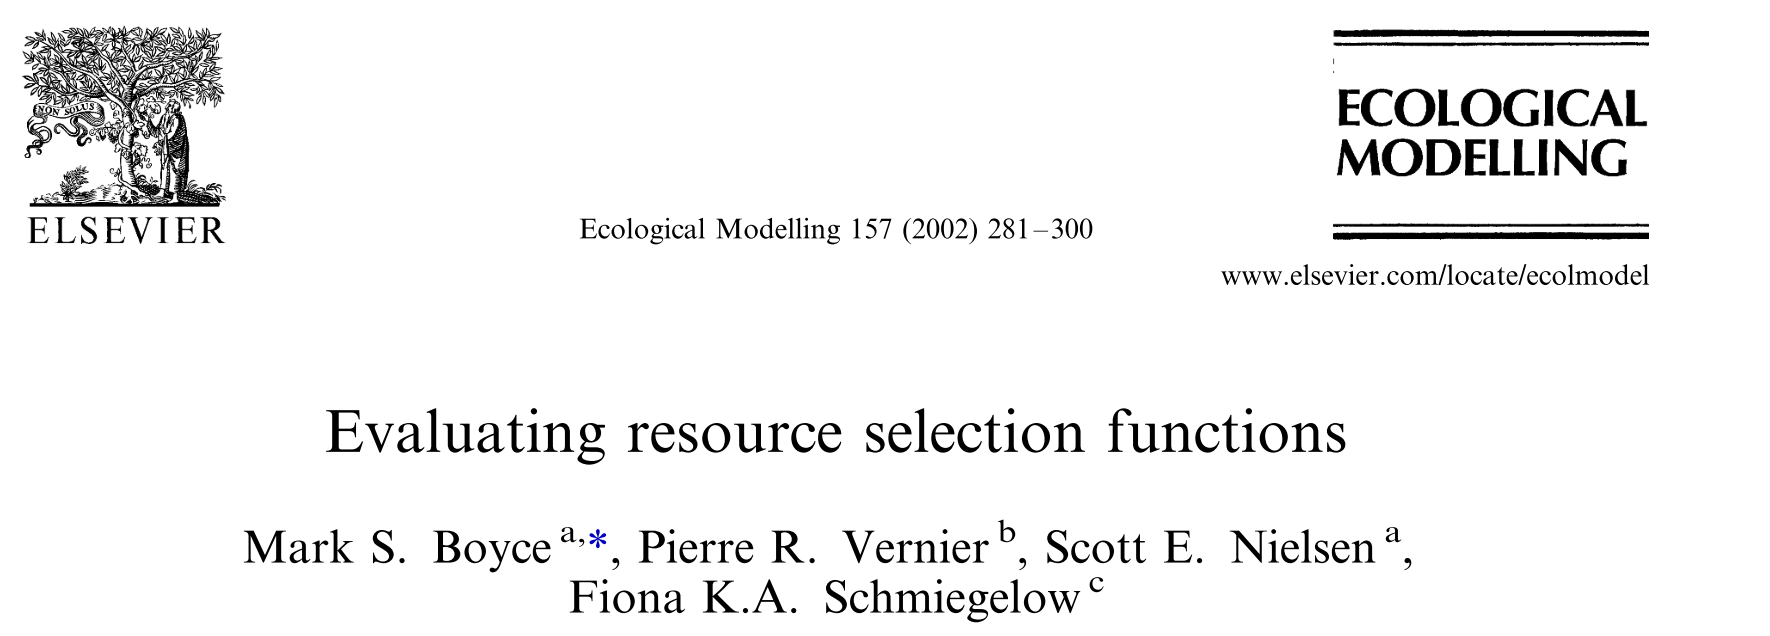 NON SOLUS
ELSEVIER
Ecological Modelling 157 (2002) 281–300
ECOLOGICAL
MODELLING
www.elsevier.com/locate/ecolmodel
Evaluating resource selection functions
Mark S. Boyce a,*, Pierre R. Vernier b, Scott E. Nielsen a,
Fiona K.A. Schmiegelow c